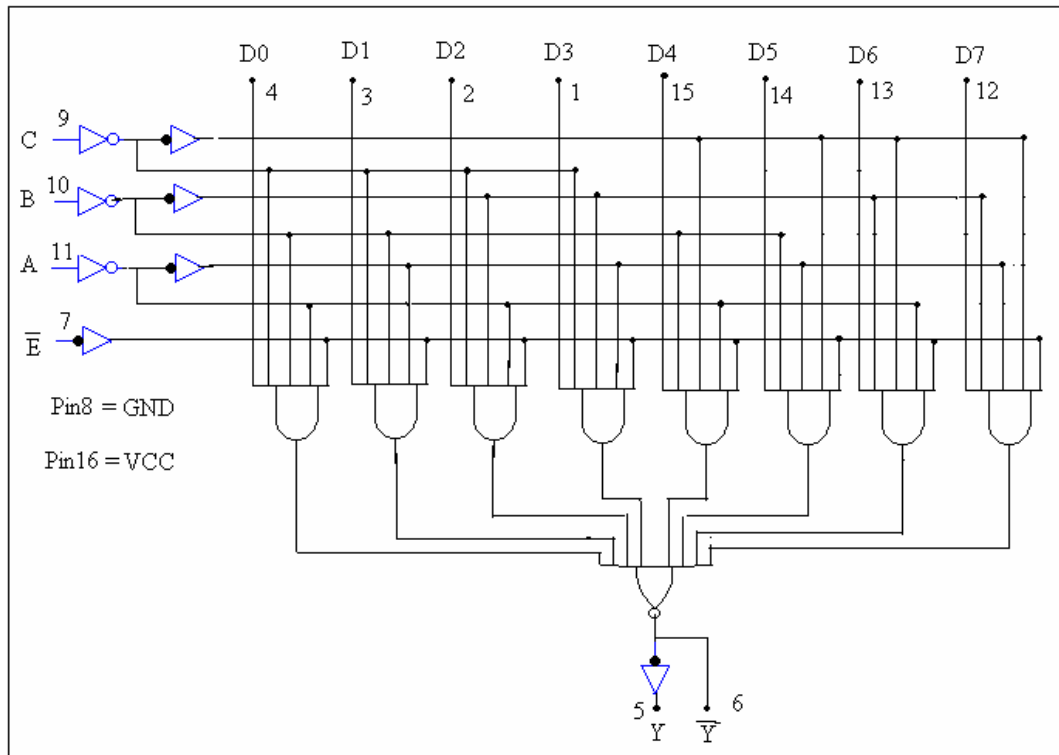 D0 D1 D2 D3 D4 D5 D6 D7
4 3 2 1 15 14 13 12
9
C
10
B
11
A
7
E̅
Pin8 = GND
Pin16 = VCC
5 6
Y Y̅